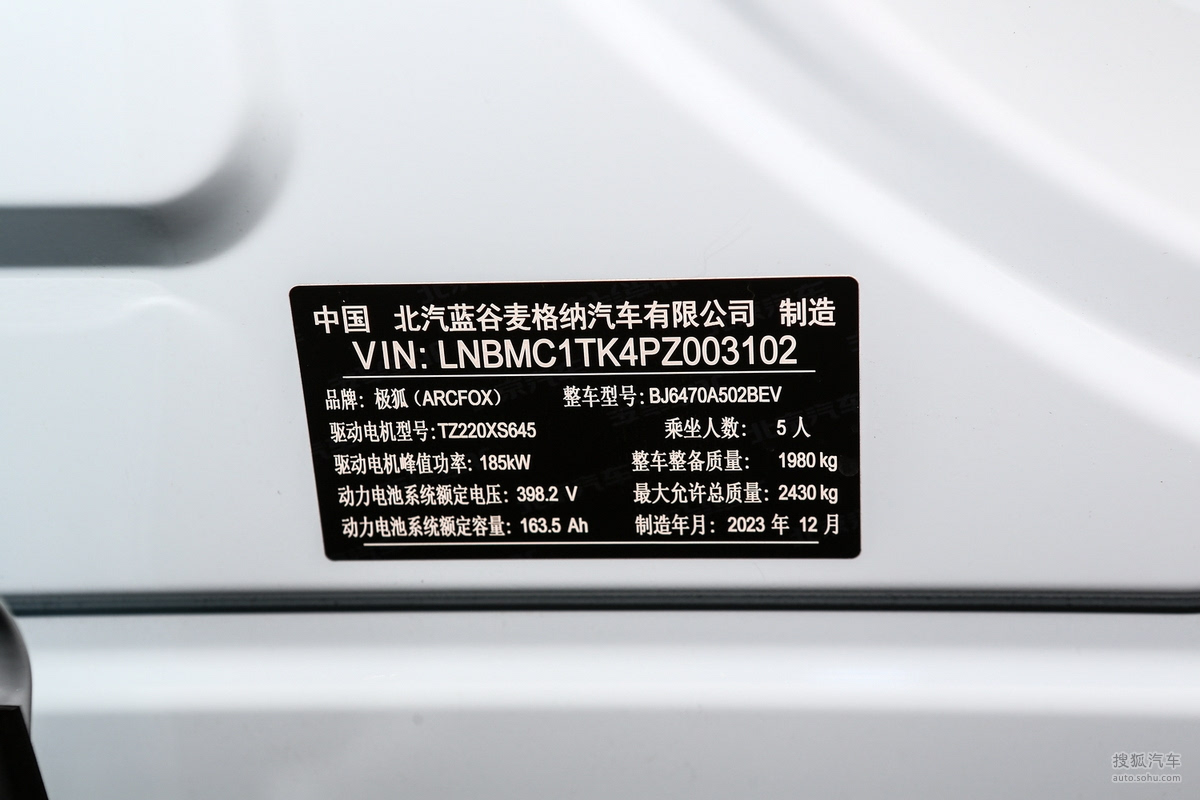 中国 北汽蓝谷麦格纳汽车有限公司 制造
VIN: LNBMC1TK4PZ003102
品牌: 极狐（ARCFOX） 整车型号: BJ6470A502BEV
驱动电机型号: TZ220XS645 乘坐人数: 5 人
驱动电机峰值功率: 185kW 整车整备质量: 1980 kg
动力电池系统额定电压: 398.2 V 最大允许总质量: 2430 kg
动力电池系统额定容量: 163.5 Ah 制造年月: 2023 年 12 月
搜狐汽车
auto.sohu.com